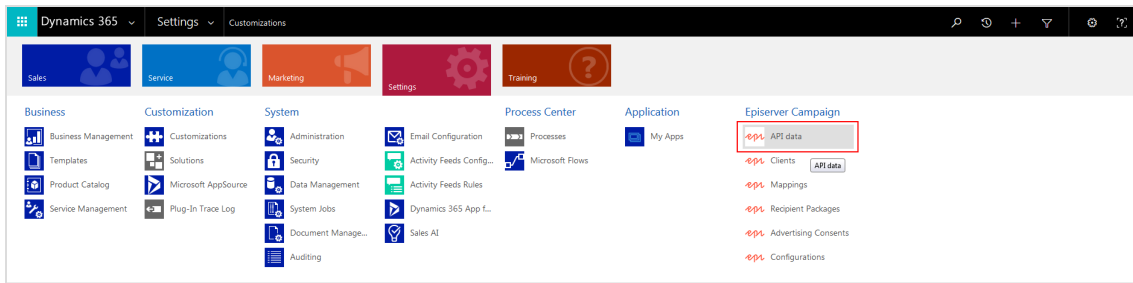 Dynamics 365 Settings Customizations
Sales Service Marketing Settings Training
Business
Business Management
Templates
Product Catalog
Service Management
Customization
Customizations
Solutions
Microsoft AppSource
Plug-In Trace Log
System
Administration
Security
Data Management
System Jobs
Document Manage...
Auditing
Email Configuration
Activity Feeds Config...
Activity Feeds Rules
Dynamics 365 App f...
Sales AI
Process Center
Processes
Microsoft Flows
Application
My Apps
Episerver Campaign
API data
Clients
API data
Mappings
Recipient Packages
Advertising Consents
Configurations